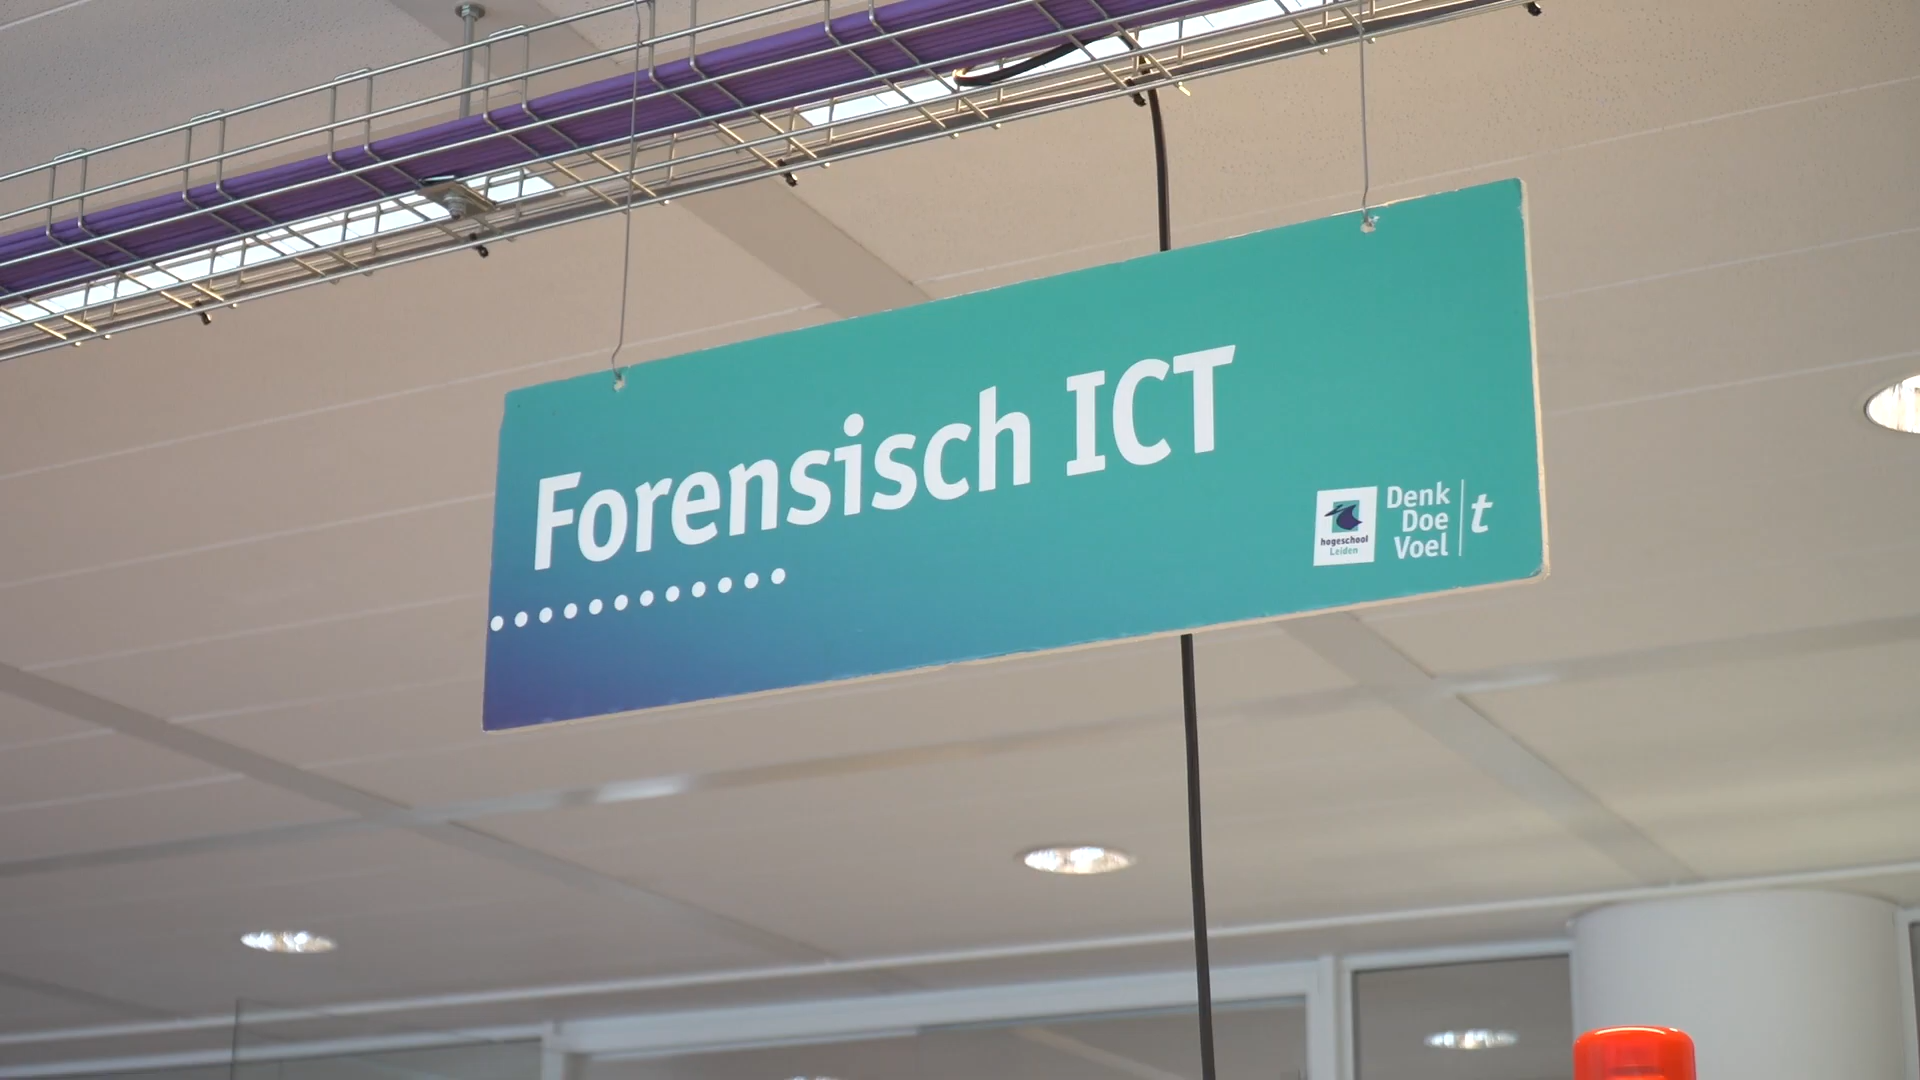 Forensisch ICT
hogeschool
Leiden
Denk
Doe
Voel
t